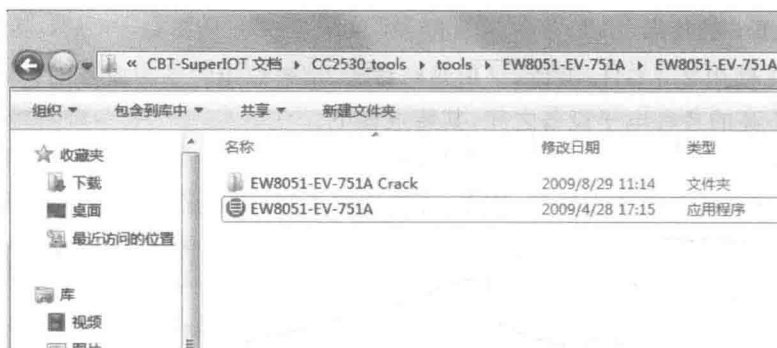 « CBT-SuperIOT 文档 ▸ CC2530_tools ▸ tools ▸ EW8051-EV-751A ▸ EW8051-EV-751A
组织 ▼ 包含到库中 ▼ 共享 ▼ 新建文件夹
收藏夹
下载
桌面
最近访问的位置
库
视频
名称 修改日期 类型
EW8051-EV-751A Crack 2009/8/29 11:14 文件夹
EW8051-EV-751A 2009/4/28 17:15 应用程序